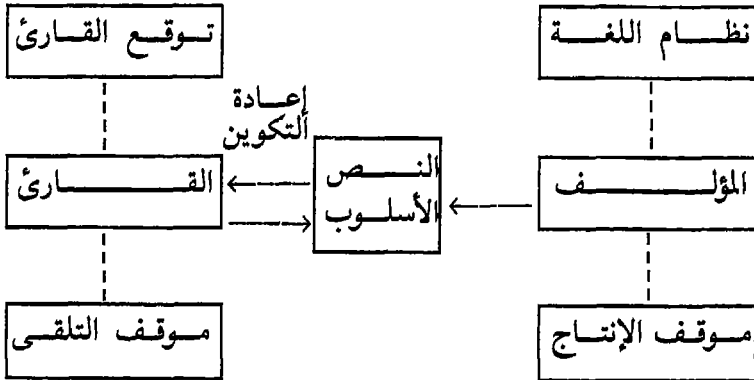 نظام اللغة
توقع القارئ
إعادة
التكوين
المؤلف
النص
الأسلوب
القارئ
موقف الإنتاج
موقف التلقى